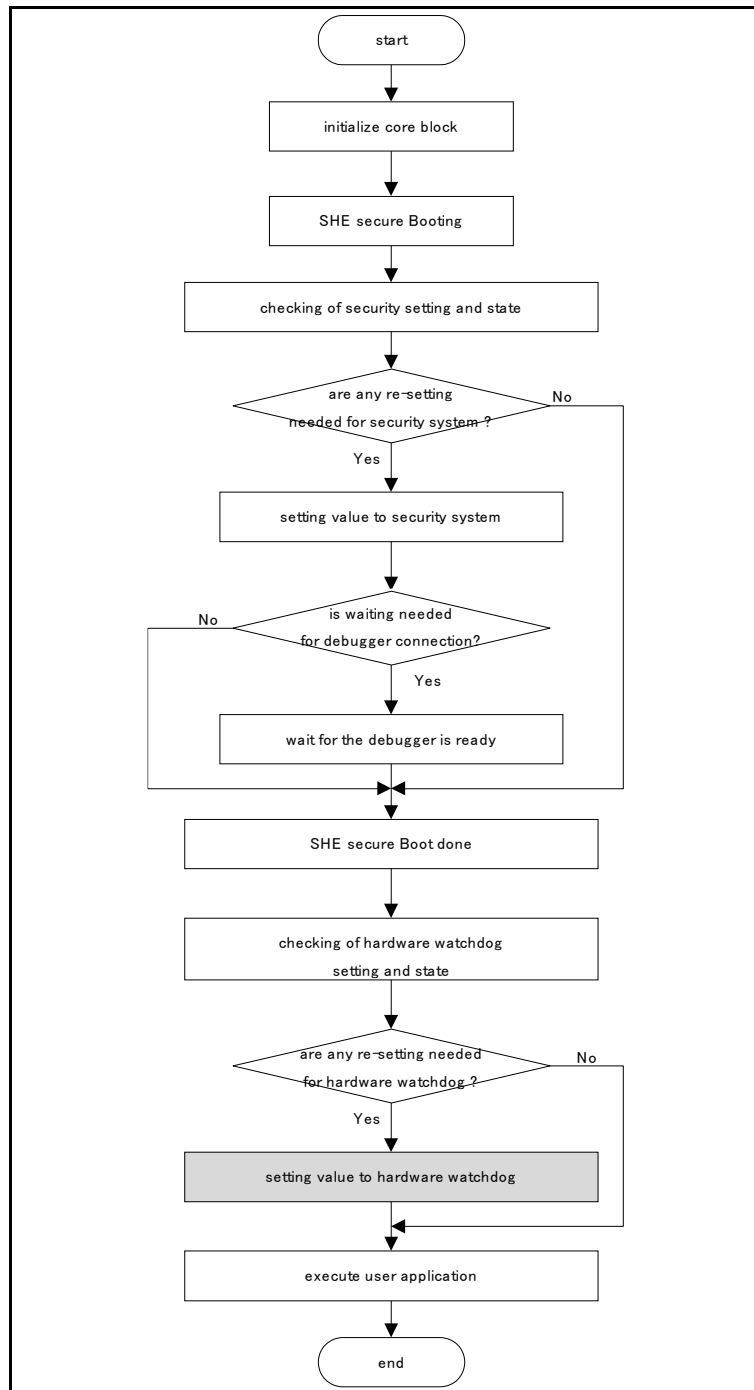 start
initialize core block
SHE secure Booting
checking of security setting and state
are any re-setting
needed for security system ?
No
Yes
setting value to security system
is waiting needed
for debugger connection?
No
Yes
wait for the debugger is ready
SHE secure Boot done
checking of hardware watchdog
setting and state
are any re-setting needed
for hardware watchdog ?
No
Yes
setting value to hardware watchdog
execute user application
end